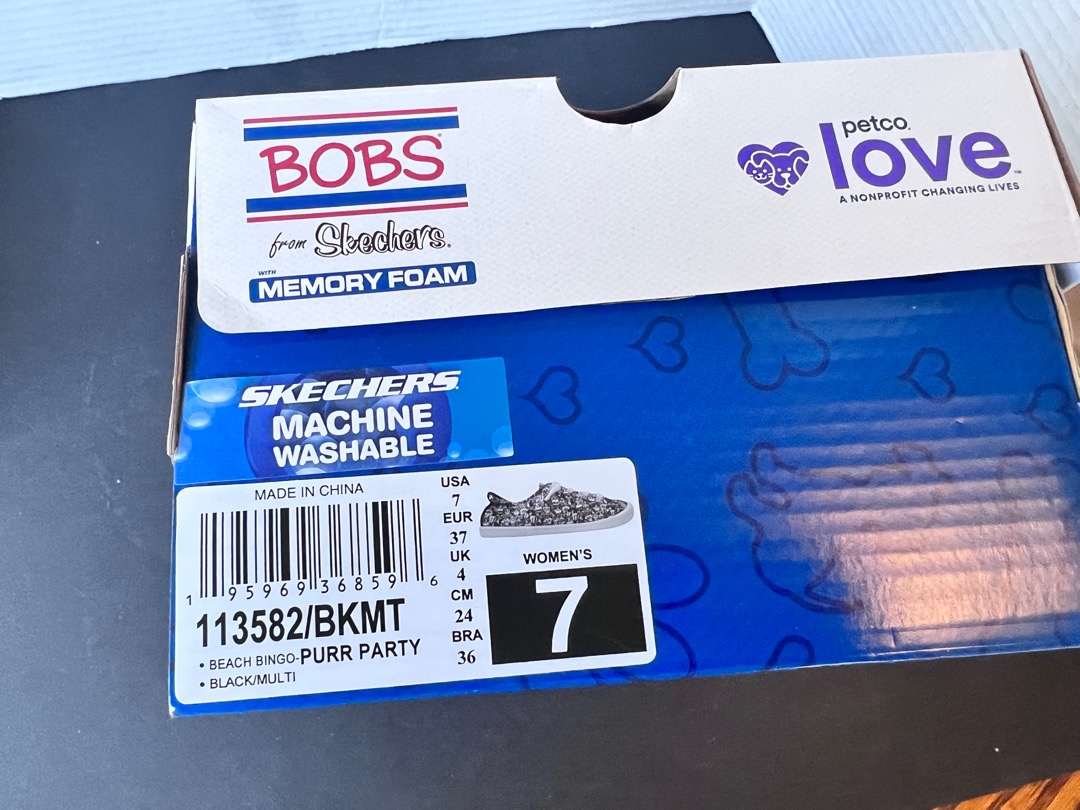 BOBS
from Skechers.
WITH
MEMORY FOAM
petco
love™
A NONPROFIT CHANGING LIVES
SKECHERS
MACHINE
WASHABLE
MADE IN CHINA
1 95969 36859 6
113582/BKMT
• BEACH BINGO-PURR PARTY
• BLACK/MULTI
USA
7
EUR
37
UK
4
CM
24
BRA
36
WOMEN'S
7